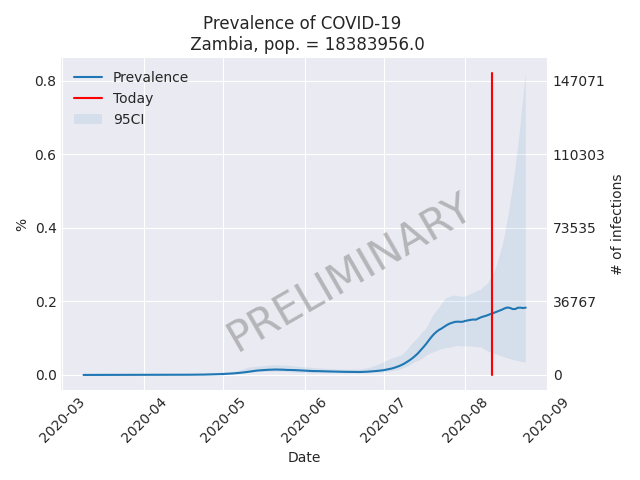 Prevalence of COVID-19
Zambia, pop. = 18383956.0
Prevalence
Today
95CI
0.8
0.6
0.4
0.2
0.0
%
147071
110303
73535
36767
0
# of infections
PRELIMINARY
2020-03
2020-04
2020-05
2020-06
2020-07
2020-08
2020-09
Date